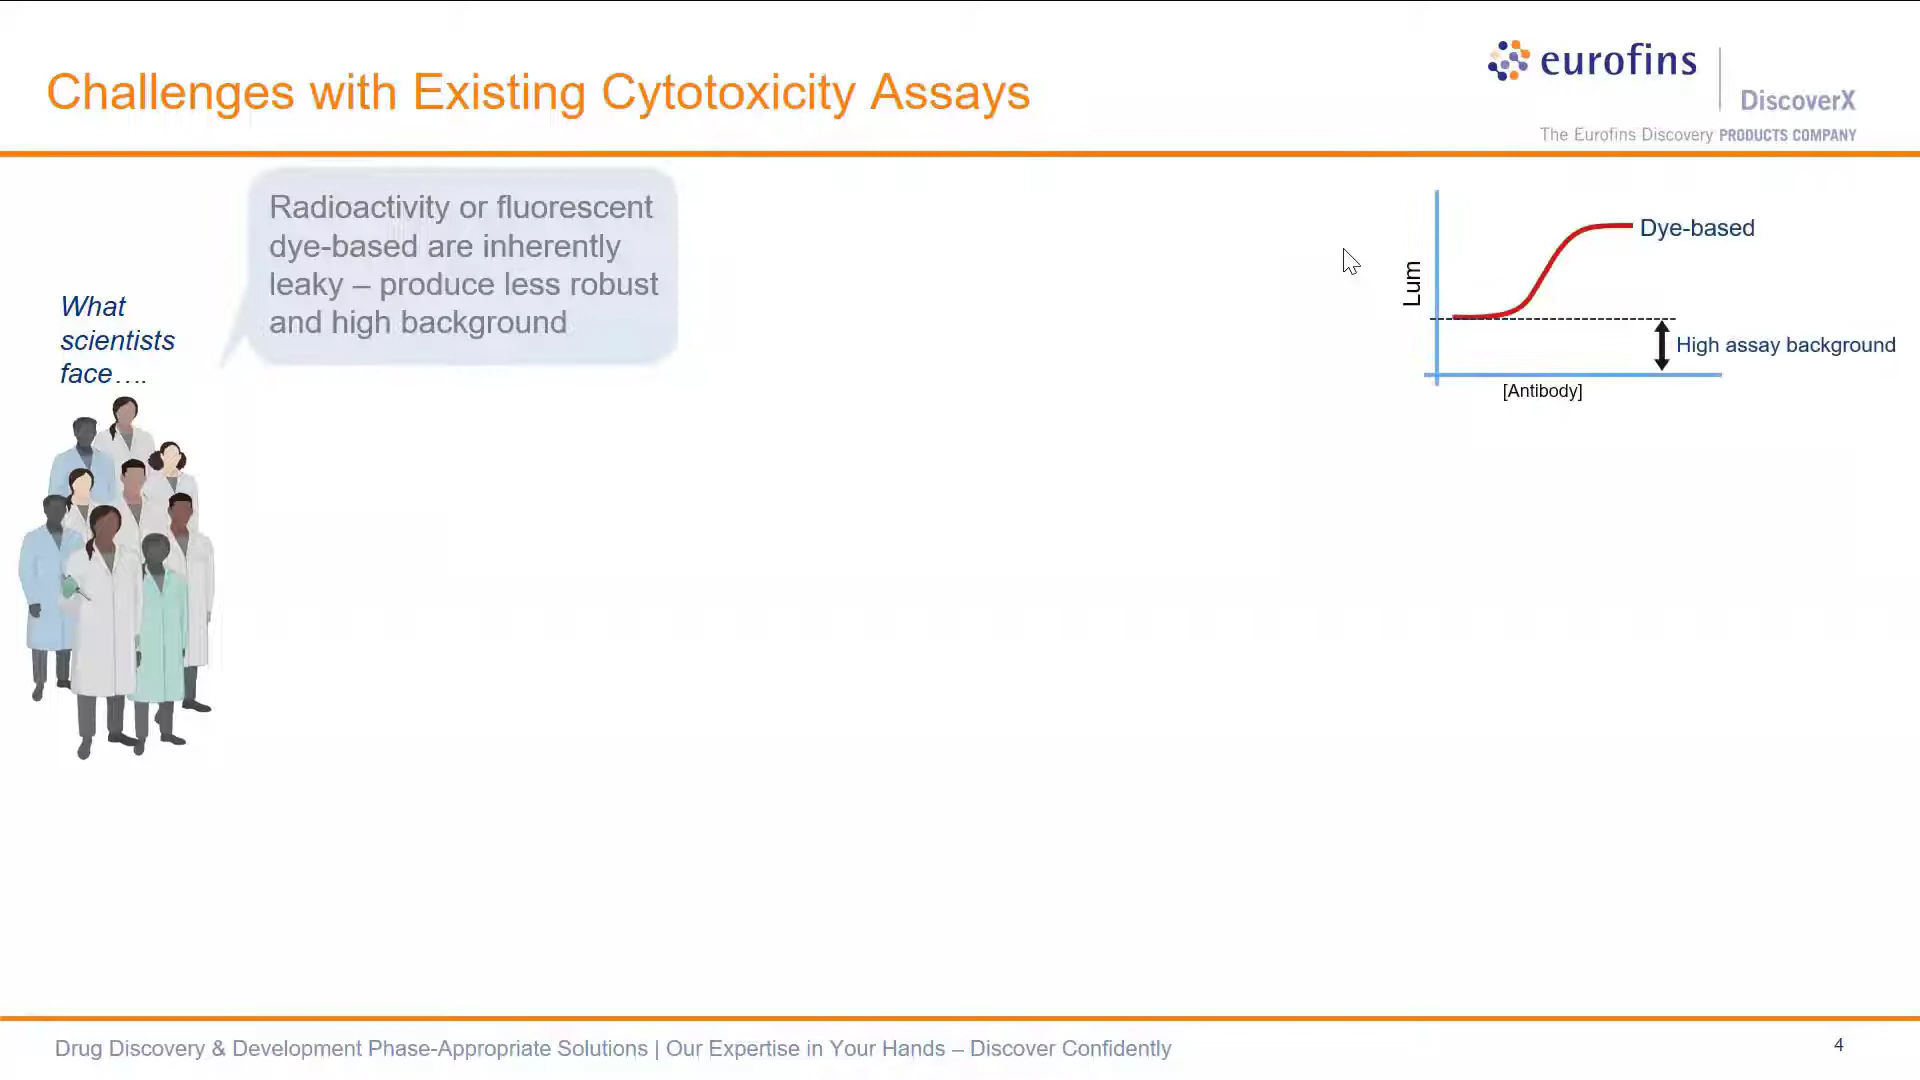 Challenges with Existing Cytotoxicity Assays
eurofins
DiscoverX
The Eurofins Discovery PRODUCTS COMPANY
Radioactivity or fluorescent
dye-based are inherently
leaky – produce less robust
and high background
What
scientists
face….
Lum
Dye-based
High assay background
[Antibody]
Drug Discovery & Development Phase-Appropriate Solutions | Our Expertise in Your Hands – Discover Confidently
4